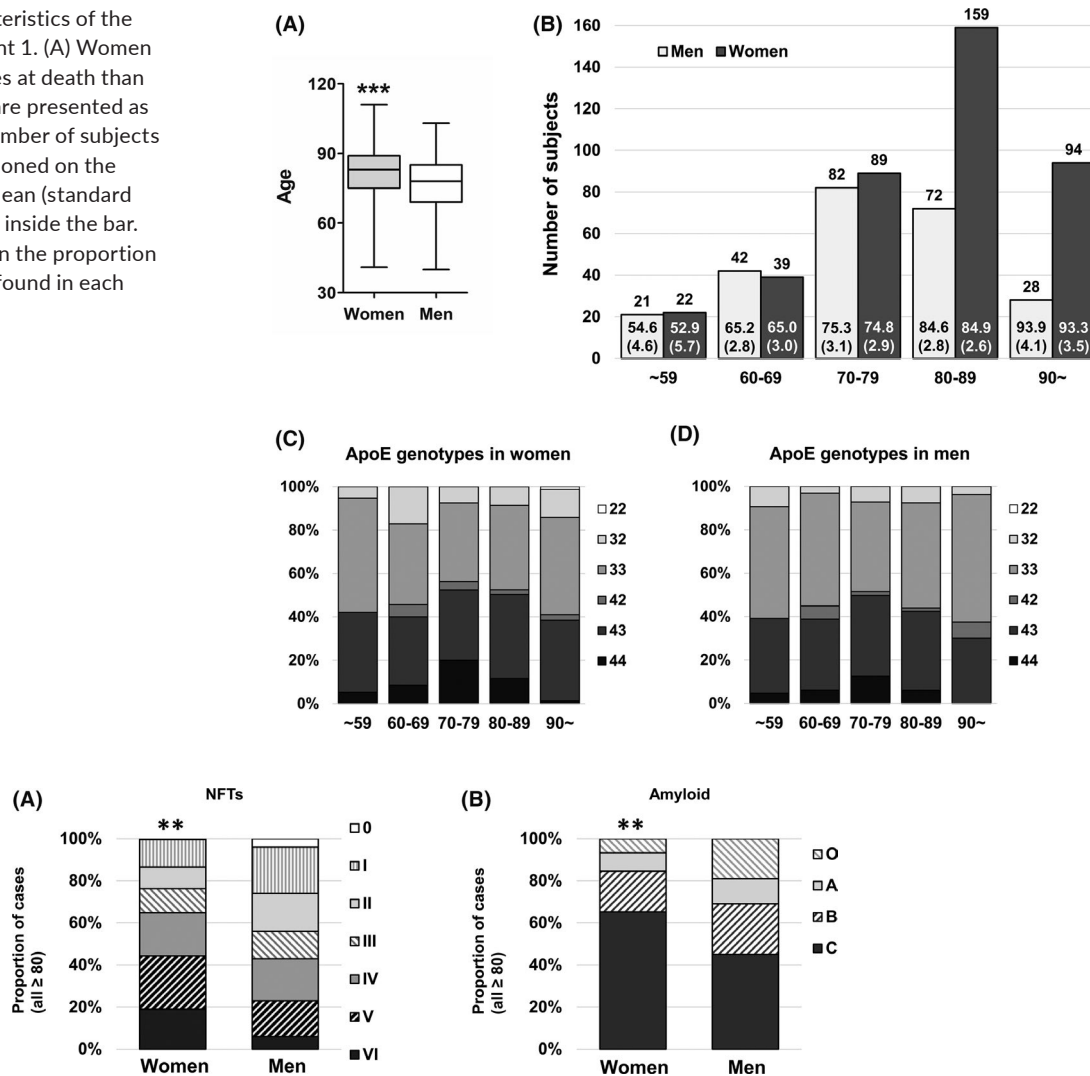 teristics of the
nt 1. (A) Women
es at death than
are presented as
umber of subjects
ioned on the
ean (standard
inside the bar.
n the proportion
found in each
(A)
***
120
90
60
30
Age
Women Men
(B)
Number of subjects
160
140
120
100
80
60
40
20
0
Men Women
21 22 42 39 82 89 72 159 28 94
54.6 52.9 65.2 65.0 75.3 74.8 84.6 84.9 93.9 93.3
(4.6) (5.7) (2.8) (3.0) (3.1) (2.9) (2.8) (2.6) (4.1) (3.5)
~59 60-69 70-79 80-89 90~
(C)
ApoE genotypes in women
100%
80%
60%
40%
20%
0%
22
32
33
42
43
44
~59 60-69 70-79 80-89 90~
(D)
ApoE genotypes in men
100%
80%
60%
40%
20%
0%
22
32
33
42
43
44
~59 60-69 70-79 80-89 90~
(A)
NFTs
**
Proportion of cases
(all ≥ 80)
100%
80%
60%
40%
20%
0%
0
I
II
III
IV
V
VI
Women Men
(B)
Amyloid
**
Proportion of cases
(all ≥ 80)
100%
80%
60%
40%
20%
0%
O
A
B
C
Women Men